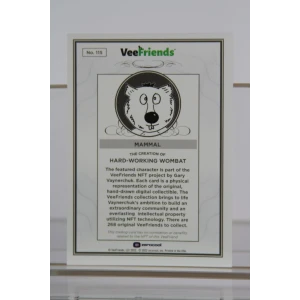 No. 112
VeeFriends
MAMMAL
THE CREATION OF
HARD-WORKING WOMBAT
The featured character is part of the
VeeFriends NFT project by Gary
Vaynerchuk. Each card is a physical
representation of the original,
hand-drawn digital collectible. The
VeeFriends collection brings to life
Vaynerchuk's ambition to build an
extraordinary community and an
everlasting intellectual property
utilizing NFT technology. There are
268 original VeeFriends to collect.